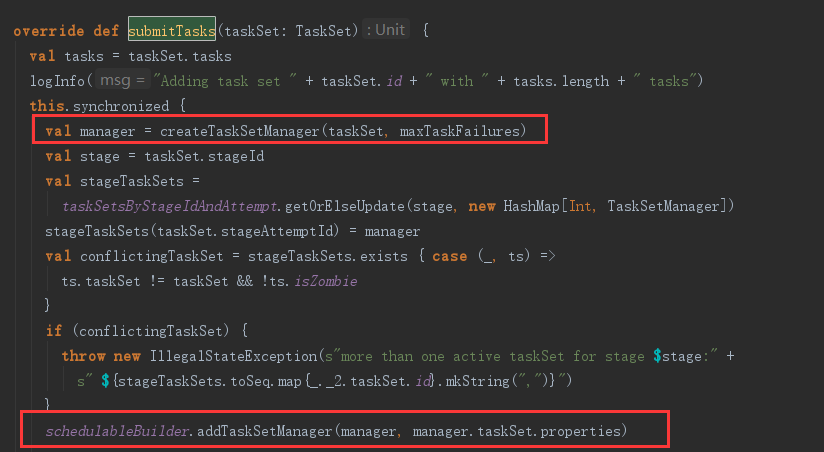 override def submitTasks(taskSet: TaskSet) : Unit  {
  val tasks = taskSet.tasks
  logInfo( msg = "Adding task set " + taskSet.id + " with " + tasks.length + " tasks")
  this.synchronized {
    val manager = createTaskSetManager(taskSet, maxTaskFailures)
    val stage = taskSet.stageId
    val stageTaskSets =
      taskSetsByStageIdAndAttempt.getOrElseUpdate(stage, new HashMap[Int, TaskSetManager])
    stageTaskSets(taskSet.stageAttemptId) = manager
    val conflictingTaskSet = stageTaskSets.exists { case (_, ts) =>
      ts.taskSet != taskSet && !ts.isZombie
    }
    if (conflictingTaskSet) {
      throw new IllegalStateException(s"more than one active taskSet for stage $stage:" +
        s" ${stageTaskSets.toSeq.map{_._2.taskSet.id}.mkString(",")}")
    }
    schedulableBuilder.addTaskSetManager(manager, manager.taskSet.properties)